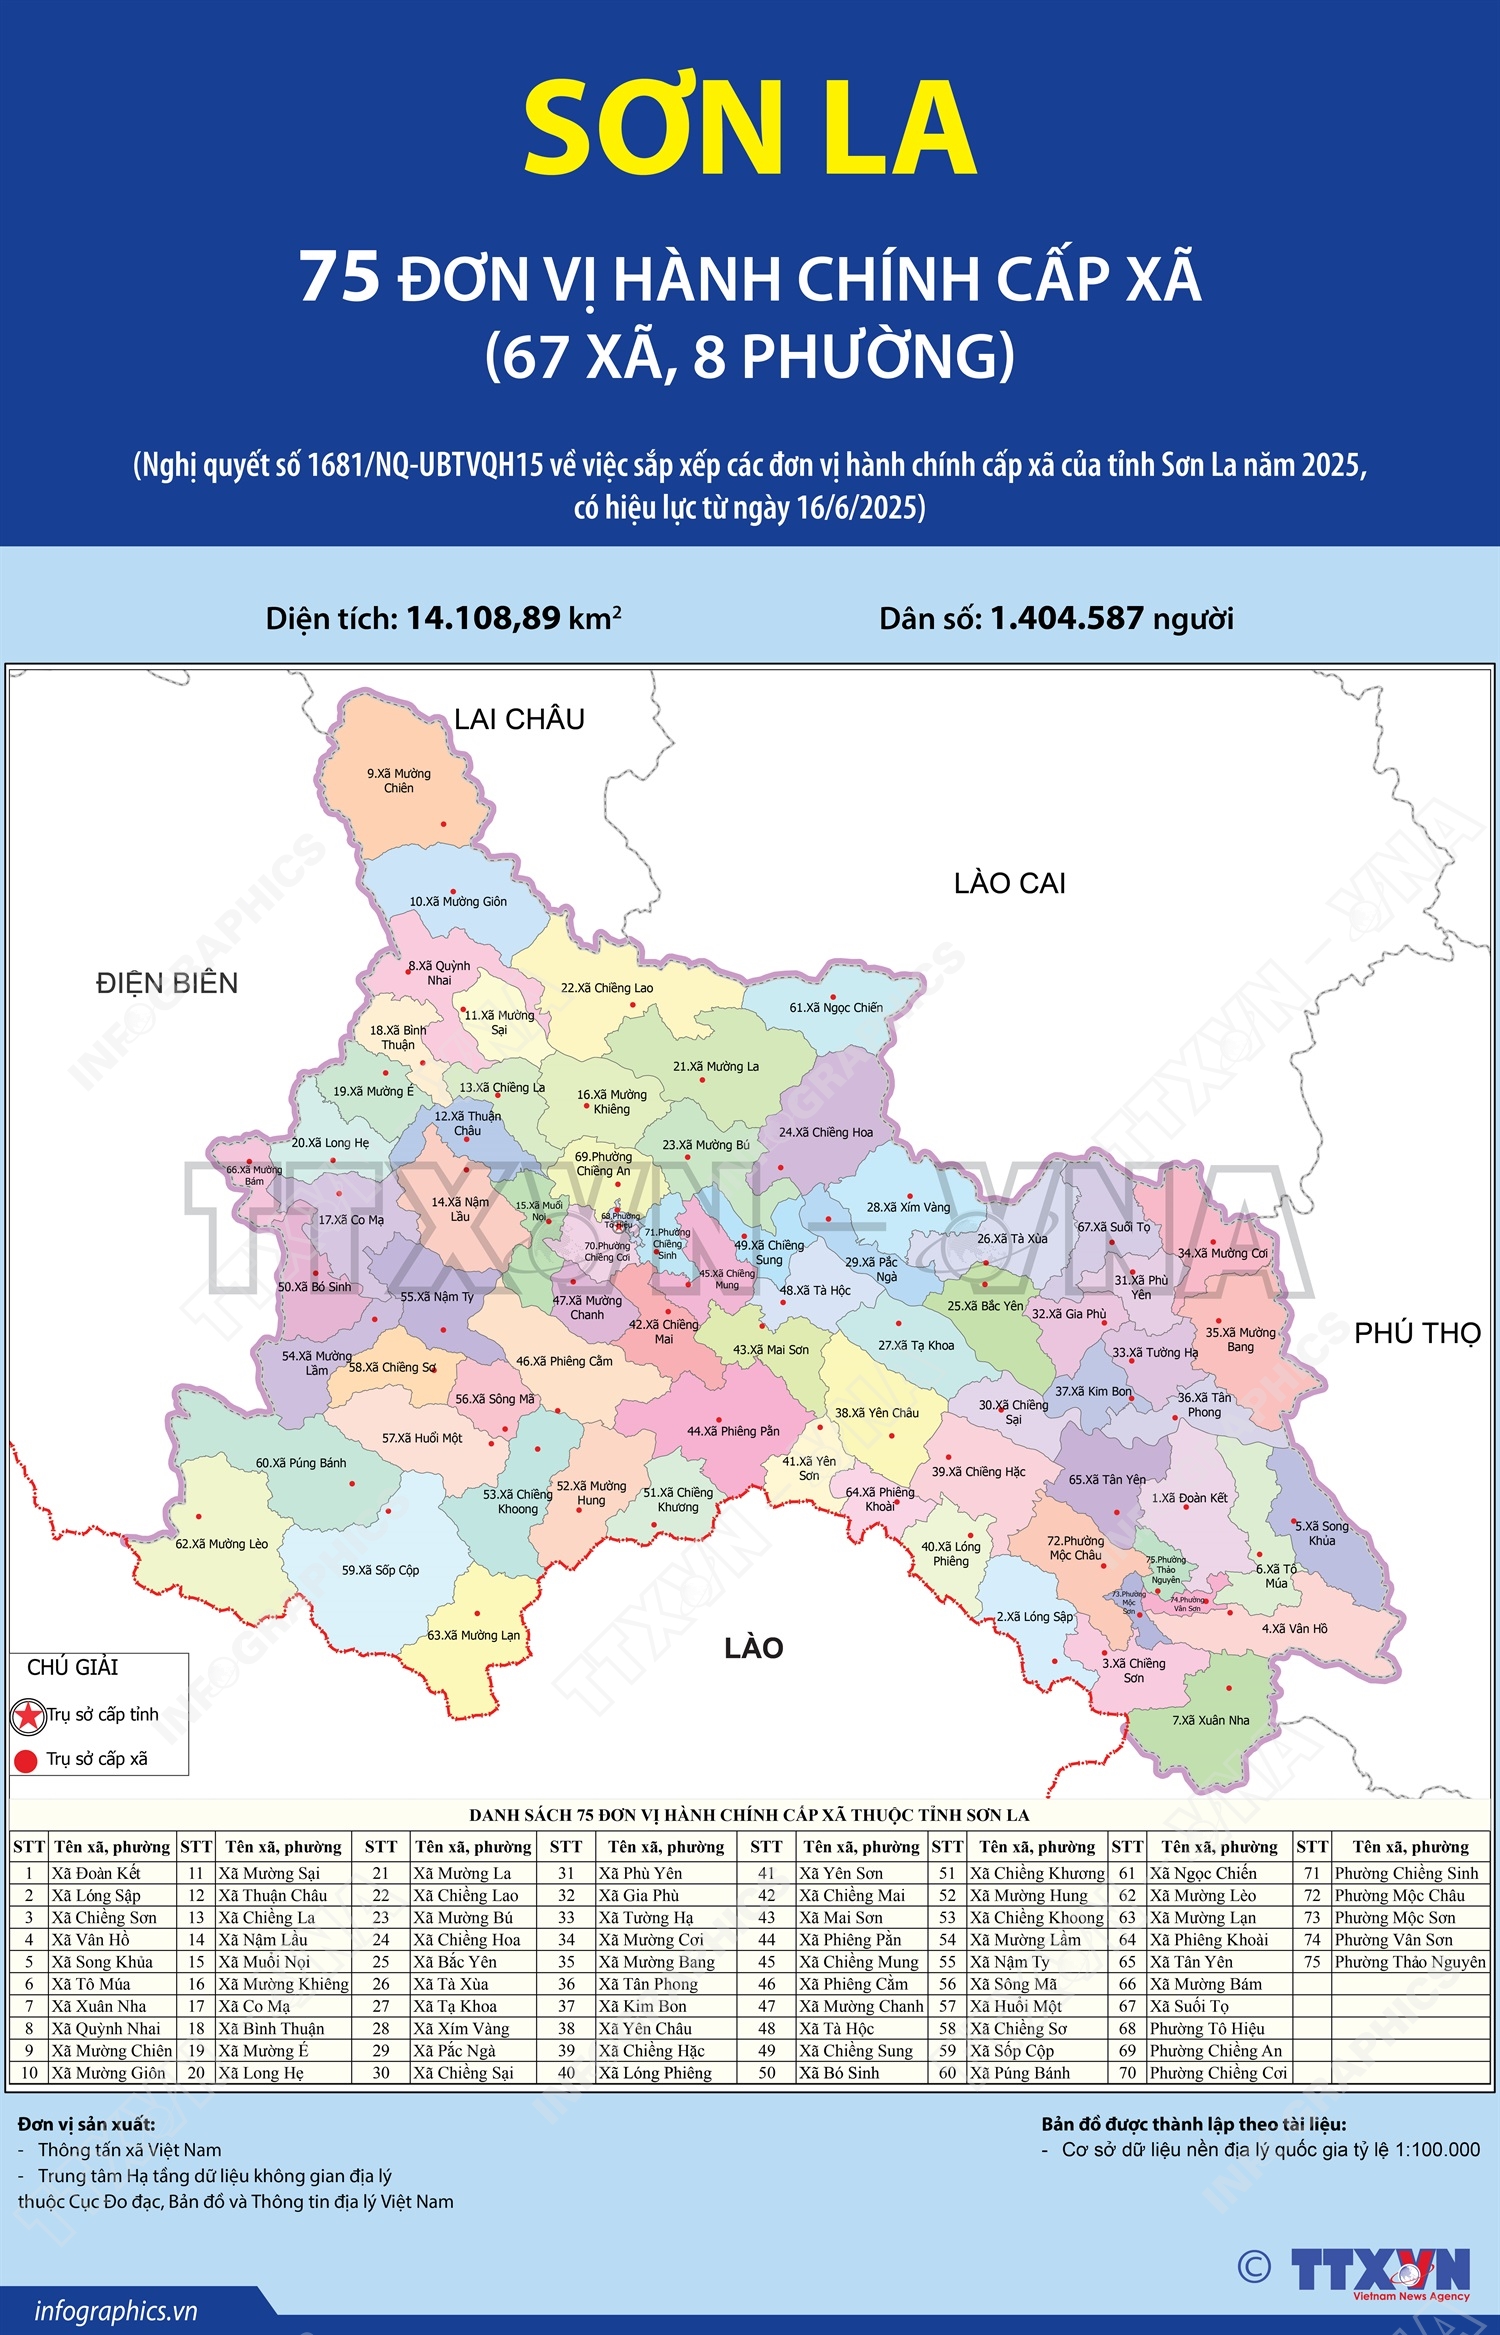 SƠN LA
75 ĐƠN VỊ HÀNH CHÍNH CẤP XÃ
(67 XÃ, 8 PHƯỜNG)
(Nghị quyết số 1681/NQ-UBTVQH15 về việc sắp xếp các đơn vị hành chính cấp xã của tỉnh Sơn La năm 2025,
có hiệu lực từ ngày 16/6/2025)
Diện tích: 14.108,89 km²
Dân số: 1.404.587 người
LAI CHÂU
9.Xã Mường
Chiên
LÀO CAI
10.Xã Mường Giôn
ĐIỆN BIÊN
8.Xã Quỳnh
Nhai
22.Xã Chiềng Lao
61.Xã Ngọc Chiến
11.Xã Mường
Sại
18.Xã Bình
Thuận
21.Xã Mường La
19.Xã Mường É
13.Xã Chiềng La
16.Xã Mường
Khiêng
12.Xã Thuận
Châu
24.Xã Chiềng Hoa
20.Xã Long Hẹ
23.Xã Mường Bú
69.Phường
Chiềng An
66.Xã Mường
Bám
14.Xã Nậm
Lầu
15.Xã Muối
Nọi
28.Xã Xím Vàng
17.Xã Co Mạ
68.Phường
Tô Hiệu
67.Xã Suối Tọ
71.Phường
Chiềng
Sinh
26.Xã Tà Xùa
70.Phường
Chiềng Cơi
49.Xã Chiềng
Sung
34.Xã Mường Cơi
29.Xã Pắc
Ngà
45.Xã Chiềng
Mung
31.Xã Phù
Yên
50.Xã Bó Sinh
48.Xã Tà Hộc
55.Xã Nậm Ty
47.Xã Mường
Chanh
25.Xã Bắc Yên
32.Xã Gia Phù
42.Xã Chiềng
Mai
35.Xã Mường
Bang
PHÚ THỌ
27.Xã Tạ Khoa
43.Xã Mai Sơn
33.Xã Tường Hạ
54.Xã Mường
Lầm
58.Xã Chiềng Sơ
46.Xã Phiêng Cằm
37.Xã Kim Bon
56.Xã Sông Mã
36.Xã Tân
Phong
30.Xã Chiềng
Sại
38.Xã Yên Châu
44.Xã Phiêng Pằn
57.Xã Huổi Một
60.Xã Púng Bánh
41.Xã Yên
Sơn
39.Xã Chiềng Hặc
65.Xã Tân Yên
52.Xã Mường
Hung
53.Xã Chiềng
Khoong
51.Xã Chiềng
Khương
64.Xã Phiêng
Khoài
1.Xã Đoàn Kết
5.Xã Song
Khủa
62.Xã Mường Lèo
72.Phường
Mộc Châu
40.Xã Lóng
Phiêng
59.Xã Sốp Cộp
75.Phường
Thảo
Nguyên
6.Xã Tô
Múa
73.Phường
Mộc
Sơn
74.Phường
Vân Sơn
2.Xã Lóng Sập
4.Xã Vân Hồ
63.Xã Mường Lạn
LÀO
3.Xã Chiềng
Sơn
7.Xã Xuân Nha
CHÚ GIẢI
Trụ sở cấp tỉnh
Trụ sở cấp xã
DANH SÁCH 75 ĐƠN VỊ HÀNH CHÍNH CẤP XÃ THUỘC TỈNH SƠN LA
STT Tên xã, phường STT Tên xã, phường STT Tên xã, phường STT Tên xã, phường STT Tên xã, phường STT Tên xã, phường STT Tên xã, phường STT Tên xã, phường
1 Xã Đoàn Kết 11 Xã Mường Sại 21 Xã Mường La 31 Xã Phù Yên 41 Xã Yên Sơn 51 Xã Chiềng Khương 61 Xã Ngọc Chiến 71 Phường Chiềng Sinh
2 Xã Lóng Sập 12 Xã Thuận Châu 22 Xã Chiềng Lao 32 Xã Gia Phù 42 Xã Chiềng Mai 52 Xã Mường Hung 62 Xã Mường Lèo 72 Phường Mộc Châu
3 Xã Chiềng Sơn 13 Xã Chiềng La 23 Xã Mường Bú 33 Xã Tường Hạ 43 Xã Mai Sơn 53 Xã Chiềng Khoong 63 Xã Mường Lạn 73 Phường Mộc Sơn
4 Xã Vân Hồ 14 Xã Nậm Lầu 24 Xã Chiềng Hoa 34 Xã Mường Cơi 44 Xã Phiêng Pằn 54 Xã Mường Lầm 64 Xã Phiêng Khoài 74 Phường Vân Sơn
5 Xã Song Khủa 15 Xã Muổi Nọi 25 Xã Bắc Yên 35 Xã Mường Bang 45 Xã Chiềng Mung 55 Xã Nậm Ty 65 Xã Tân Yên 75 Phường Thảo Nguyên
6 Xã Tô Múa 16 Xã Mường Khiêng 26 Xã Tà Xùa 36 Xã Tân Phong 46 Xã Phiêng Cằm 56 Xã Sông Mã 66 Xã Mường Bám
7 Xã Xuân Nha 17 Xã Co Mạ 27 Xã Tạ Khoa 37 Xã Kim Bon 47 Xã Mường Chanh 57 Xã Huổi Một 67 Xã Suối Tọ
8 Xã Quỳnh Nhai 18 Xã Bình Thuận 28 Xã Xím Vàng 38 Xã Yên Châu 48 Xã Tà Hộc 58 Xã Chiềng Sơ 68 Phường Tô Hiệu
9 Xã Mường Chiên 19 Xã Mường É 29 Xã Pắc Ngà 39 Xã Chiềng Hặc 49 Xã Chiềng Sung 59 Xã Sốp Cộp 69 Phường Chiềng An
10 Xã Mường Giôn 20 Xã Long Hẹ 30 Xã Chiềng Sại 40 Xã Lóng Phiêng 50 Xã Bó Sinh 60 Xã Púng Bánh 70 Phường Chiềng Cơi
Đơn vị sản xuất:
- Thông tấn xã Việt Nam
- Trung tâm Hạ tầng dữ liệu không gian địa lý
thuộc Cục Đo đạc, Bản đồ và Thông tin địa lý Việt Nam
Bản đồ được thành lập theo tài liệu:
- Cơ sở dữ liệu nền địa lý quốc gia tỷ lệ 1:100.000
© TTXVN
Vietnam News Agency
infographics.vn
TTXVN – VNA
INFOGRAPHICS